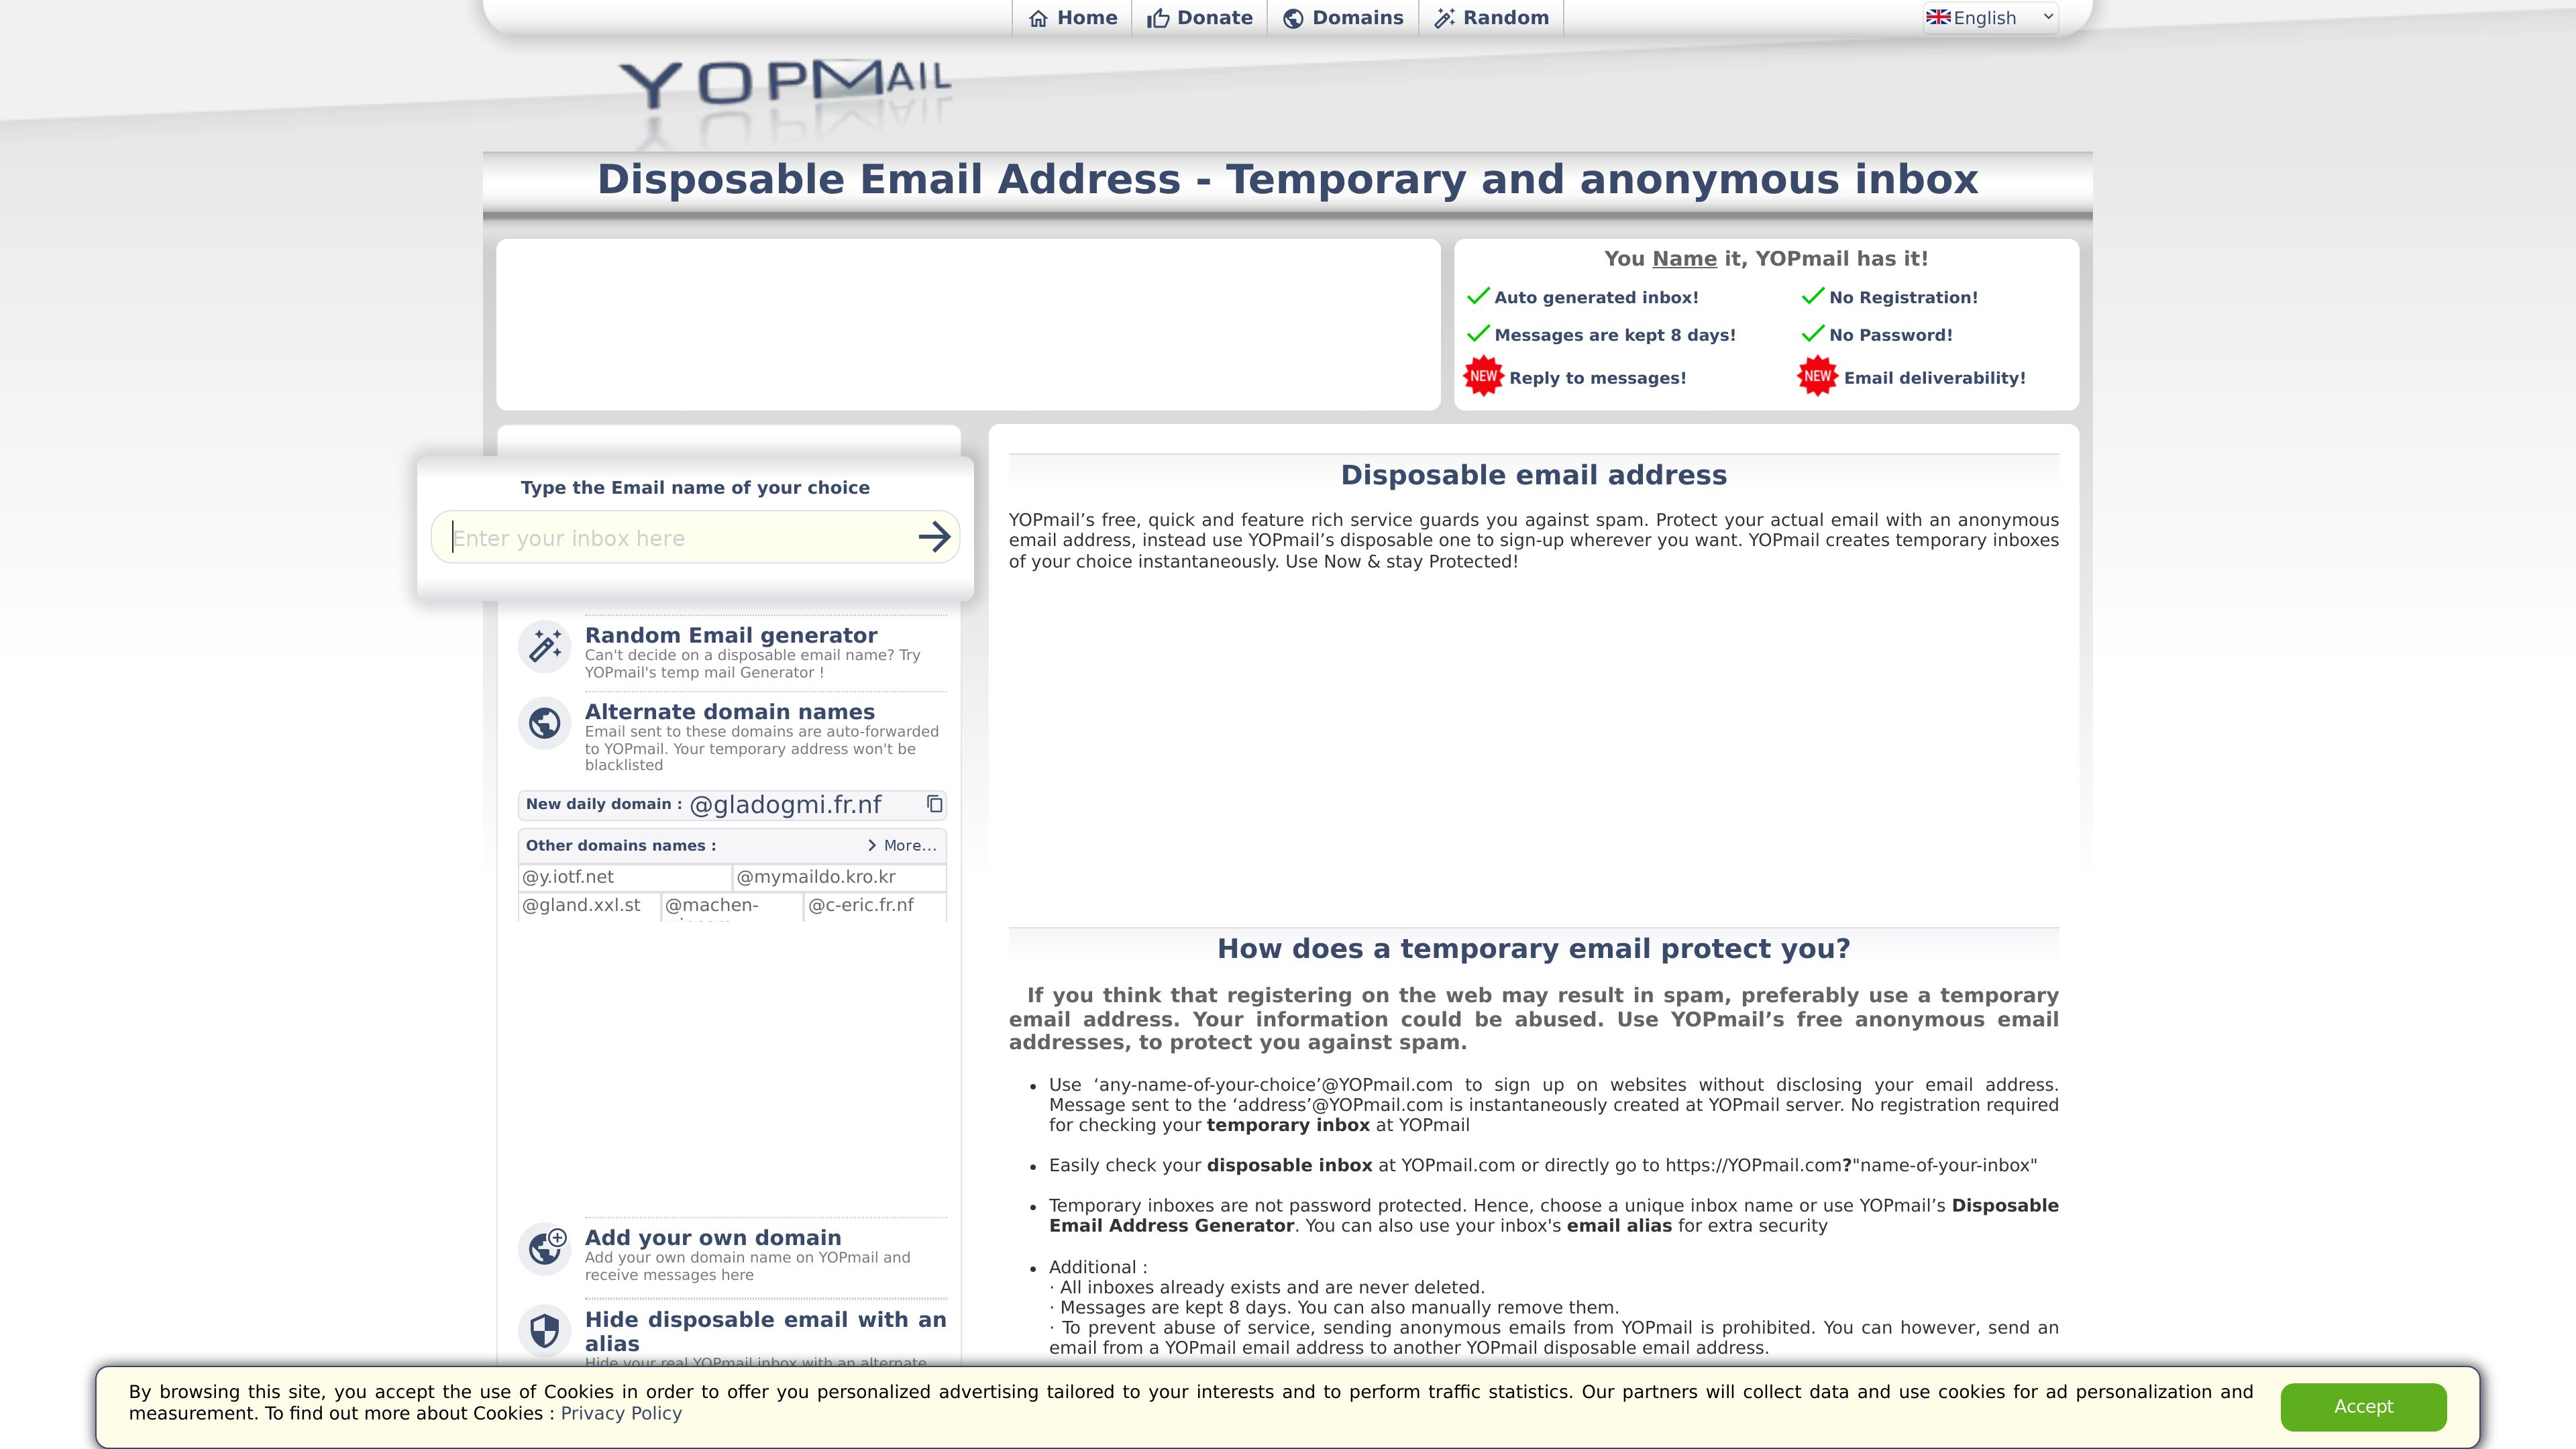 Home
Donate
Domains
Random
English
YOPMAIL
Disposable Email Address - Temporary and anonymous inbox
You Name it, YOPmail has it!
Auto generated inbox!
No Registration!
Messages are kept 8 days!
No Password!
NEW Reply to messages!
NEW Email deliverability!
Type the Email name of your choice
Enter your inbox here
Random Email generator
Can't decide on a disposable email name? Try
YOPmail's temp mail Generator !
Alternate domain names
Email sent to these domains are auto-forwarded
to YOPmail. Your temporary address won't be
blacklisted
New daily domain : @gladogmi.fr.nf
Other domains names :
More...
@y.iotf.net
@mymaildo.kro.kr
@gland.xxl.st
@machen-
@c-eric.fr.nf
Add your own domain
Add your own domain name on YOPmail and
receive messages here
Hide disposable email with an
alias
Hide your real YOPmail inbox with an alternate
Disposable email address
YOPmail’s free, quick and feature rich service guards you against spam. Protect your actual email with an anonymous
email address, instead use YOPmail’s disposable one to sign-up wherever you want. YOPmail creates temporary inboxes
of your choice instantaneously. Use Now & stay Protected!
How does a temporary email protect you?
If you think that registering on the web may result in spam, preferably use a temporary
email address. Your information could be abused. Use YOPmail’s free anonymous email
addresses, to protect you against spam.
• Use ‘any-name-of-your-choice’@YOPmail.com to sign up on websites without disclosing your email address.
Message sent to the ‘address’@YOPmail.com is instantaneously created at YOPmail server. No registration required
for checking your temporary inbox at YOPmail
• Easily check your disposable inbox at YOPmail.com or directly go to https://YOPmail.com?"name-of-your-inbox"
• Temporary inboxes are not password protected. Hence, choose a unique inbox name or use YOPmail’s Disposable
Email Address Generator. You can also use your inbox's email alias for extra security
• Additional :
· All inboxes already exists and are never deleted.
· Messages are kept 8 days. You can also manually remove them.
· To prevent abuse of service, sending anonymous emails from YOPmail is prohibited. You can however, send an
email from a YOPmail email address to another YOPmail disposable email address.
By browsing this site, you accept the use of Cookies in order to offer you personalized advertising tailored to your interests and to perform traffic statistics. Our partners will collect data and use cookies for ad personalization and
measurement. To find out more about Cookies : Privacy Policy
Accept